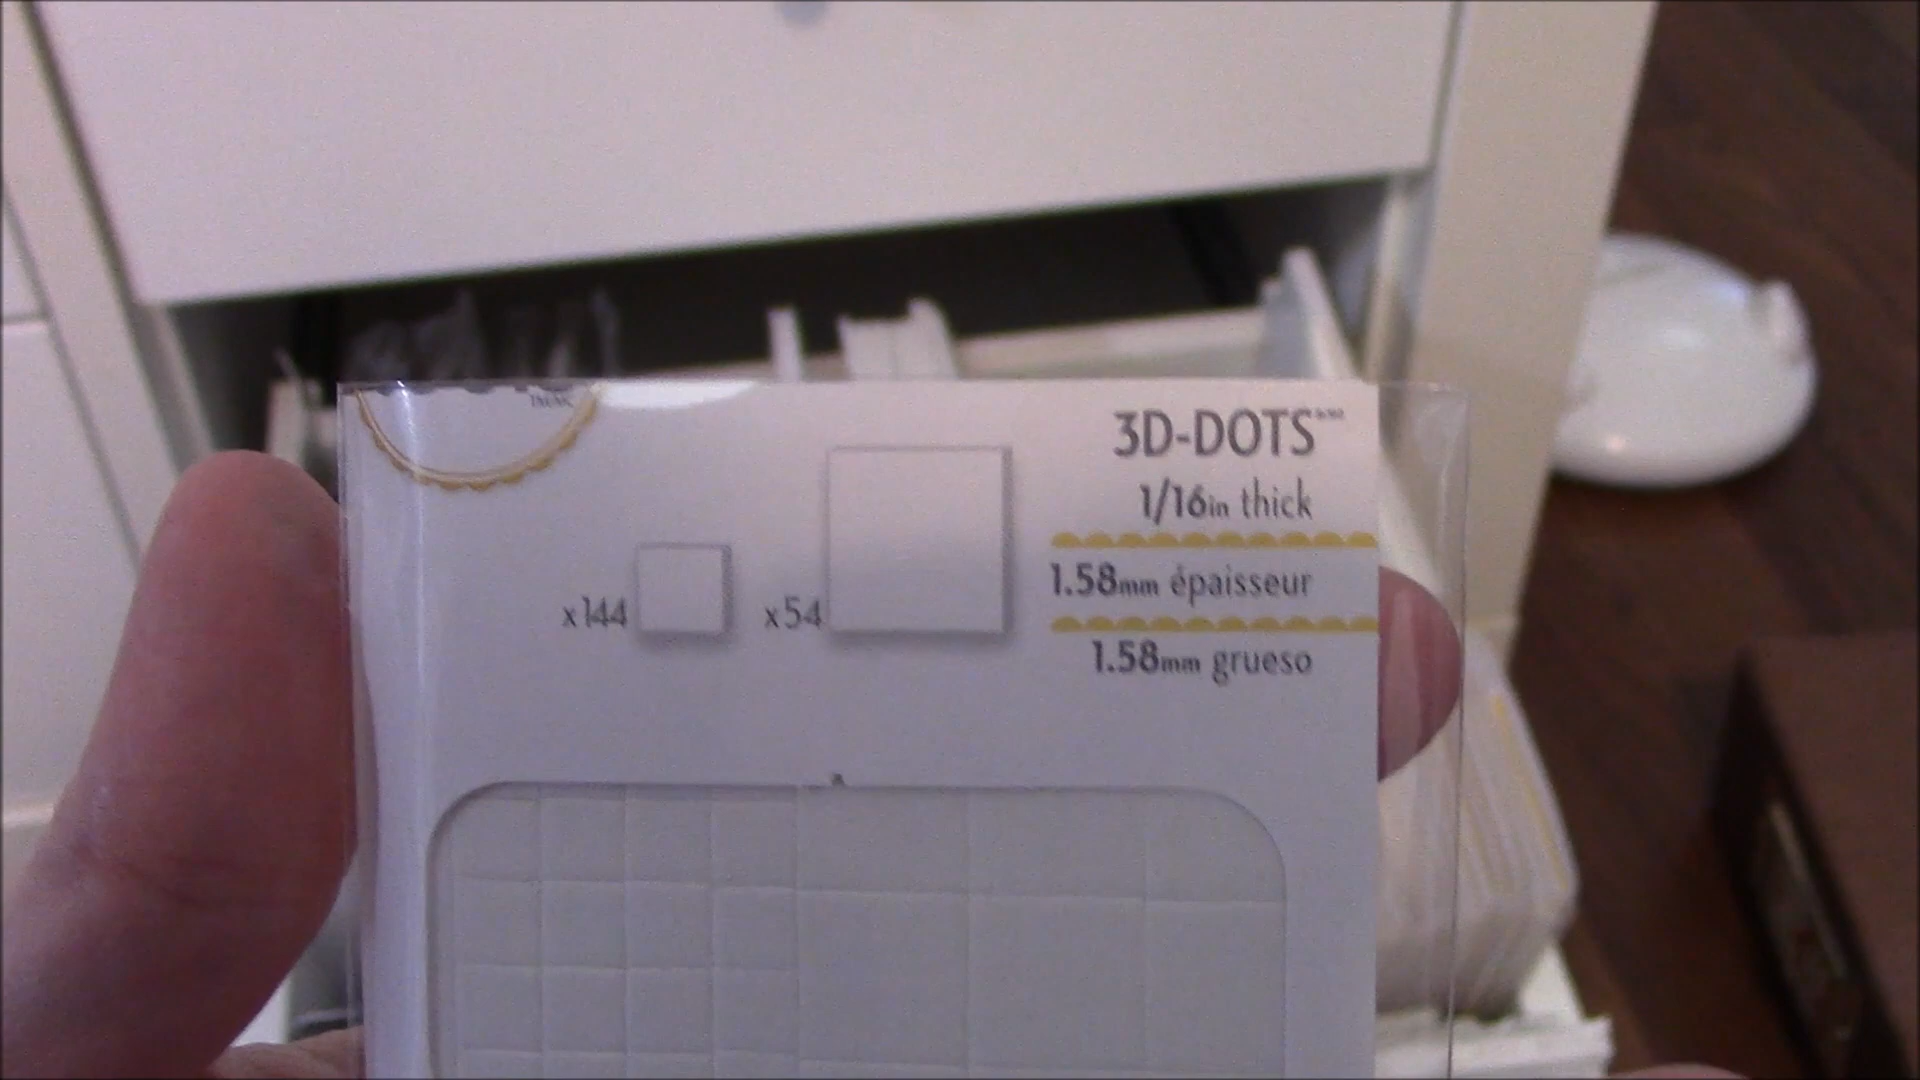 3D-DOTS
1/16in thick
1.58mm épaisseur
1.58mm grueso
x144
x54